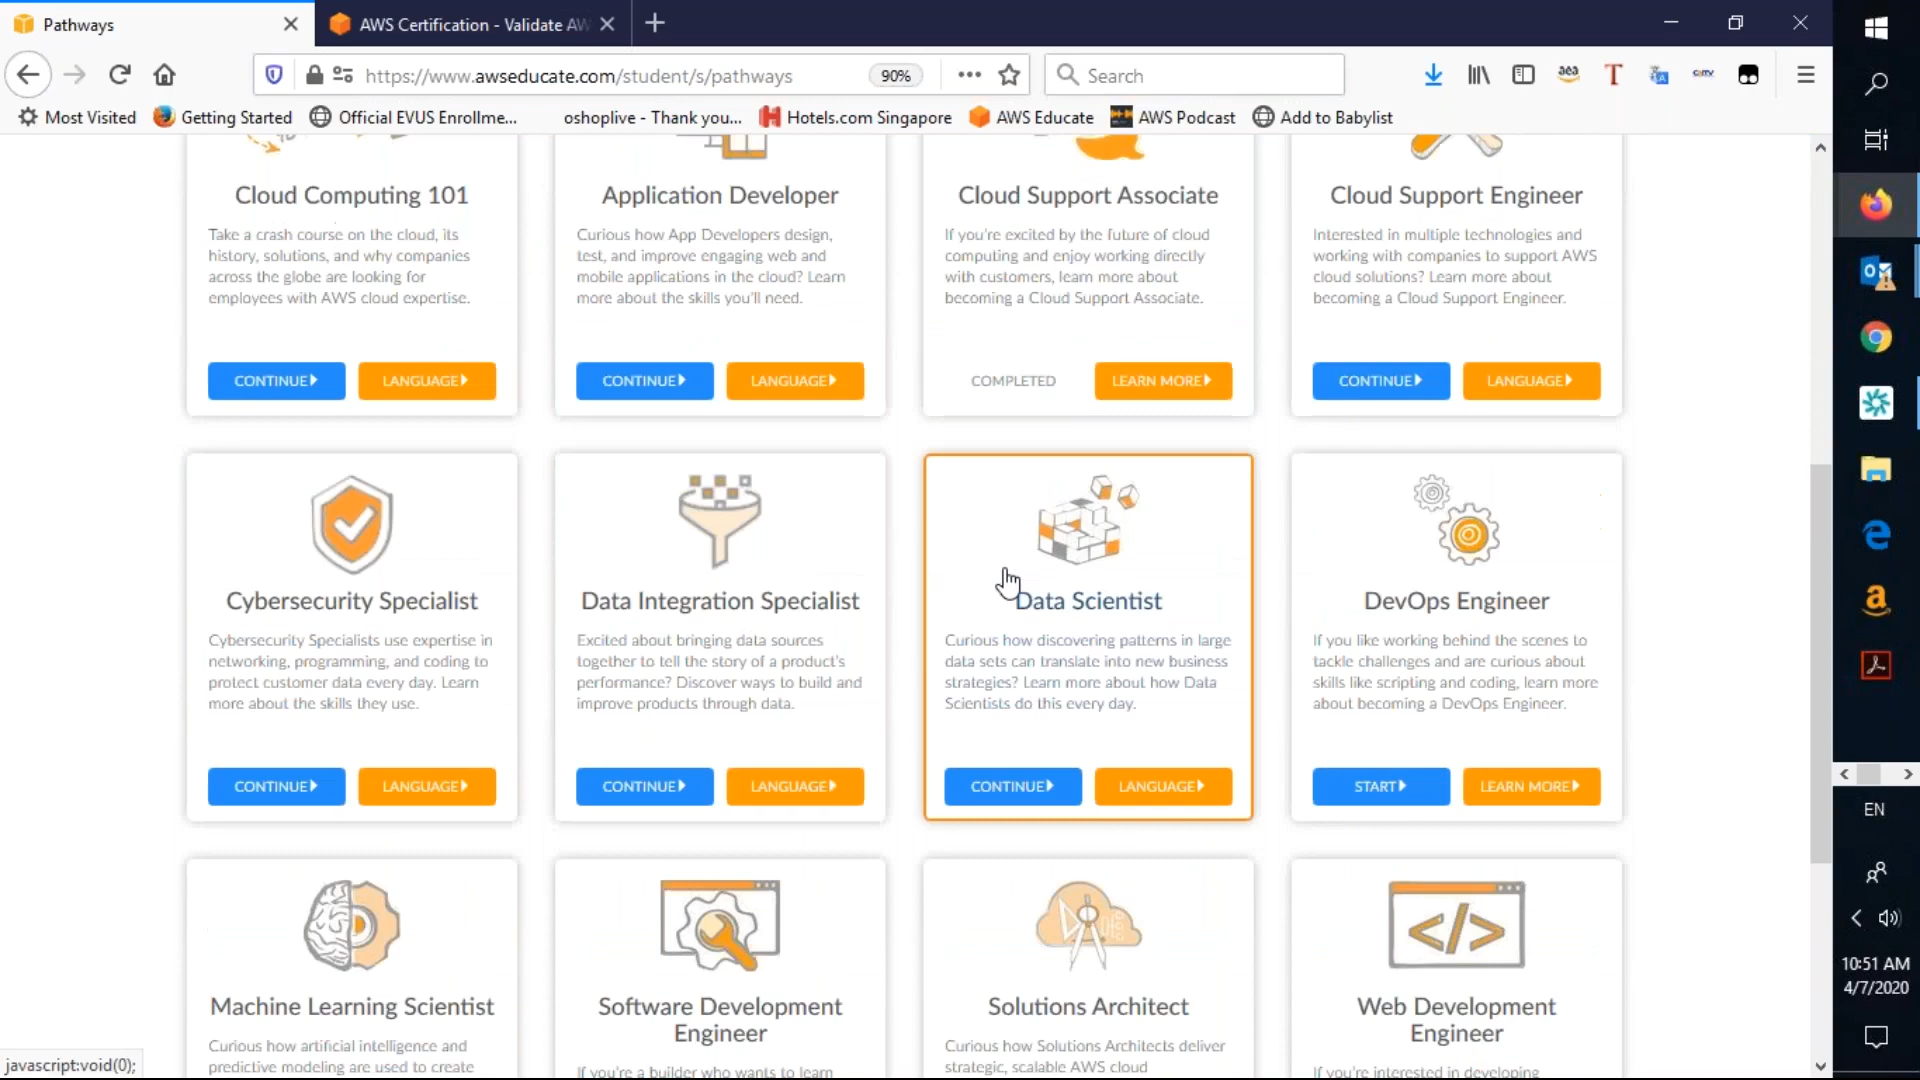 Pathways
AWS Certification - Validate AW
https://www.awseducate.com/student/s/pathways
90%
Search
Most Visited
Getting Started
Official EVUS Enrollme...
oshoplive - Thank you...
Hotels.com Singapore
AWS Educate
AWS Podcast
Add to Babylist
Cloud Computing 101
Take a crash course on the cloud, its
history, solutions, and why companies
across the globe are looking for
employees with AWS cloud expertise.
CONTINUE
LANGUAGE
Application Developer
Curious how App Developers design,
test, and improve engaging web and
mobile applications in the cloud? Learn
more about the skills you'll need.
CONTINUE
LANGUAGE
Cloud Support Associate
If you're excited by the future of cloud
computing and enjoy working directly
with customers, learn more about
becoming a Cloud Support Associate.
COMPLETED
LEARN MORE
Cloud Support Engineer
Interested in multiple technologies and
working with companies to support AWS
cloud solutions? Learn more about
becoming a Cloud Support Engineer.
CONTINUE
LANGUAGE
Cybersecurity Specialist
Cybersecurity Specialists use expertise in
networking, programming, and coding to
protect customer data every day. Learn
more about the skills they use.
CONTINUE
LANGUAGE
Data Integration Specialist
Excited about bringing data sources
together to tell the story of a product's
performance? Discover ways to build and
improve products through data.
CONTINUE
LANGUAGE
Data Scientist
Curious how discovering patterns in large
data sets can translate into new business
strategies? Learn more about how Data
Scientists do this every day.
CONTINUE
LANGUAGE
DevOps Engineer
If you like working behind the scenes to
tackle challenges and are curious about
skills like scripting and coding, learn more
about becoming a DevOps Engineer.
START
LEARN MORE
Machine Learning Scientist
Curious how artificial intelligence and
predictive modeling are used to create
Software Development
Engineer
If you're a builder who wants to learn
Solutions Architect
Curious how Solutions Architects deliver
strategic, scalable AWS cloud
Web Development
Engineer
If you're interested in developing
javascript:void(0);
EN
10:51 AM
4/7/2020